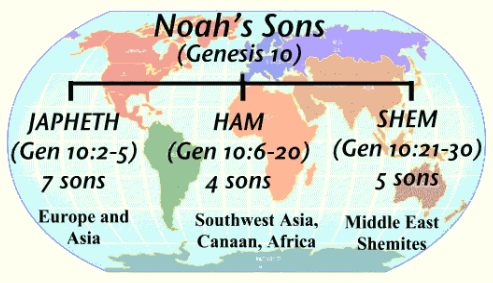 Noah's Sons
(Genesis 10)
JAPHETH
(Gen 10:2-5)
7 sons
Europe and
Asia
HAM
(Gen 10:6-20)
4 sons
Southwest Asia,
Canaan, Africa
SHEM
(Gen 10:21-30)
5 sons
Middle East
Shemites